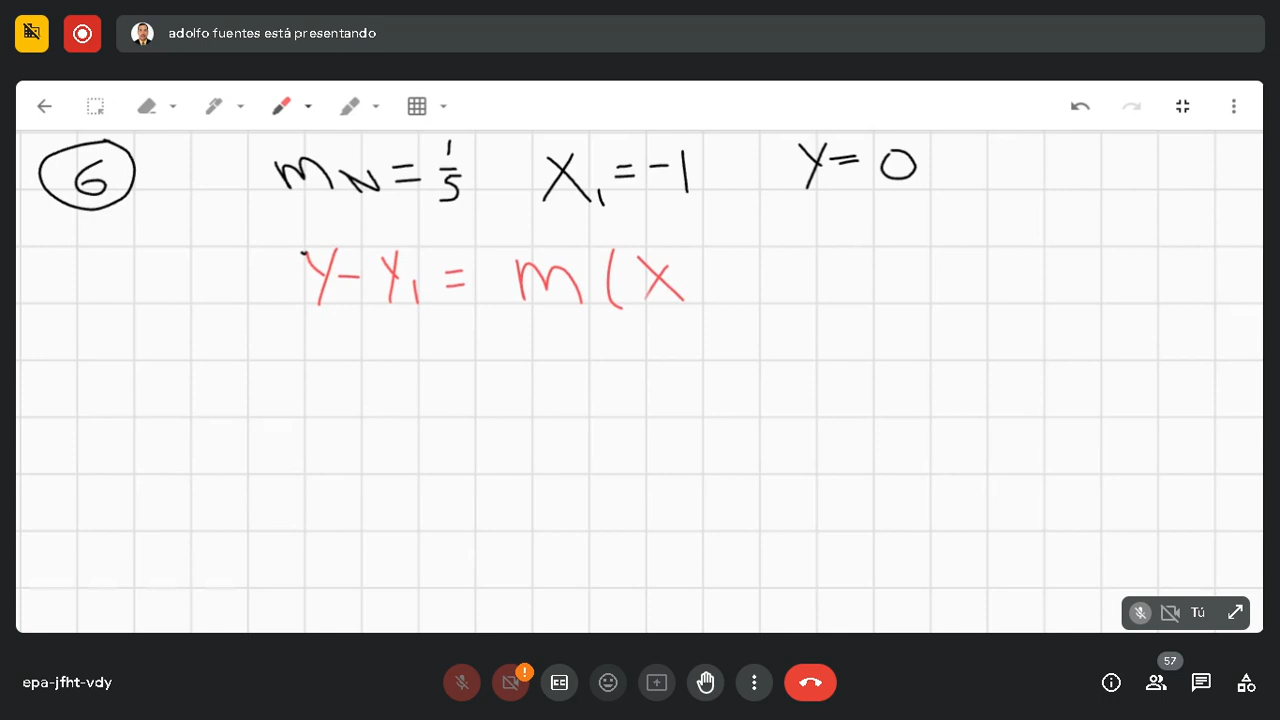 adolfo fuentes está presentando
6 mN = 1/5 X1 = -1 Y = 0
Y - Y1 = m ( X
Tú
57
epa-jfht-vdy